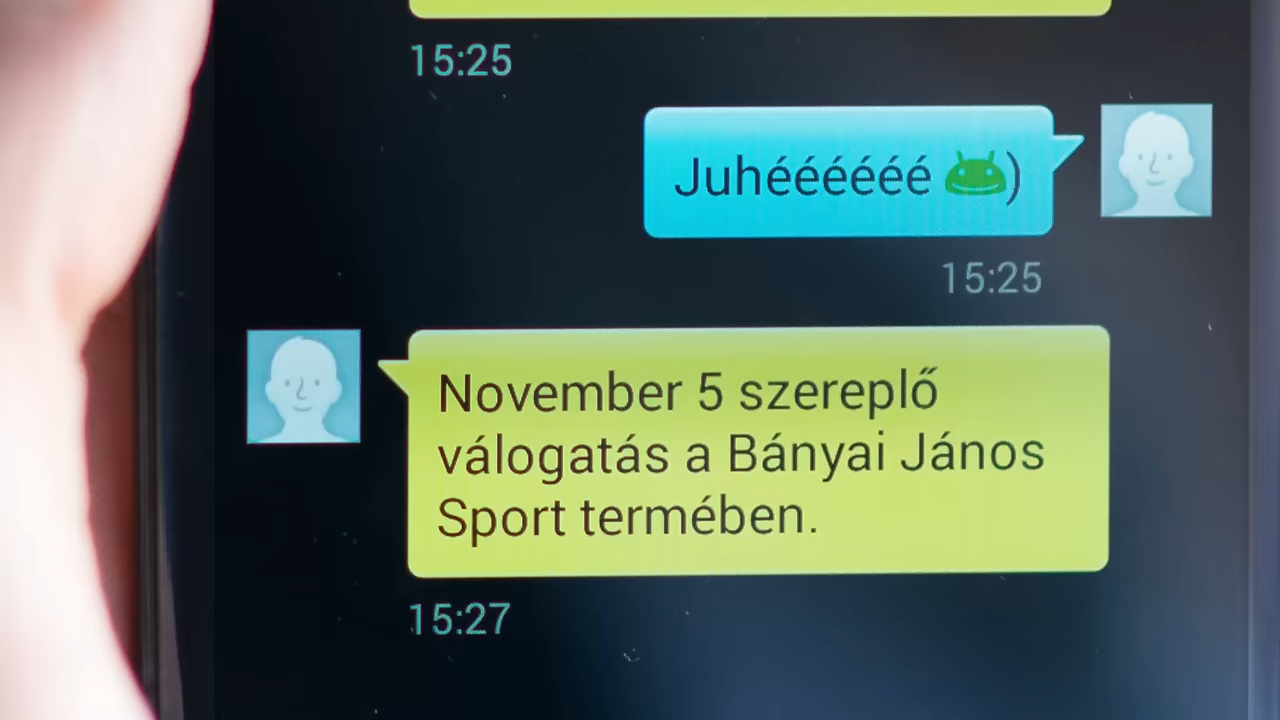 15:25
Juhéééééé )
15:25
November 5 szereplő
válogatás a Bányai János
Sport termében.
15:27